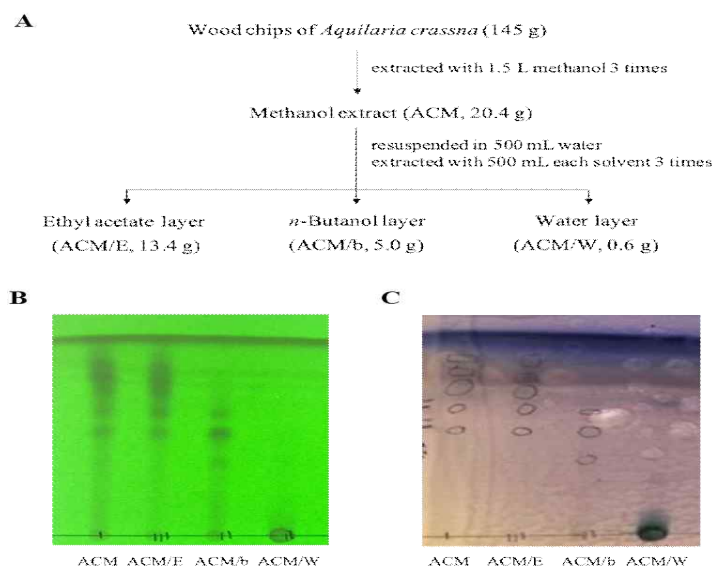 A
Wood chips of Aquilaria crassna (145 g)
extracted with 1.5 L methanol 3 times
Methanol extract (ACM, 20.4 g)
resuspended in 500 mL water
extracted with 500 mL each solvent 3 times
Ethyl acetate layer
(ACM/E, 13.4 g)
n-Butanol layer
(ACM/b, 5.0 g)
Water layer
(ACM/W, 0.6 g)
B
ACM ACM/E ACM/b ACM/W
C
ACM ACM/E ACM/b ACM/W